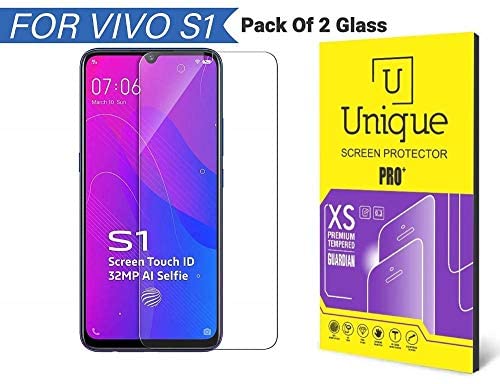 FOR VIVO S1
Pack Of 2 Glass
07:06
March 10 Sun
S1
Screen Touch ID
32MP AI Selfie
U
Unique
SCREEN PROTECTOR
PRO+
XS
PREMIUM
TEMPERED
GUARDIAN